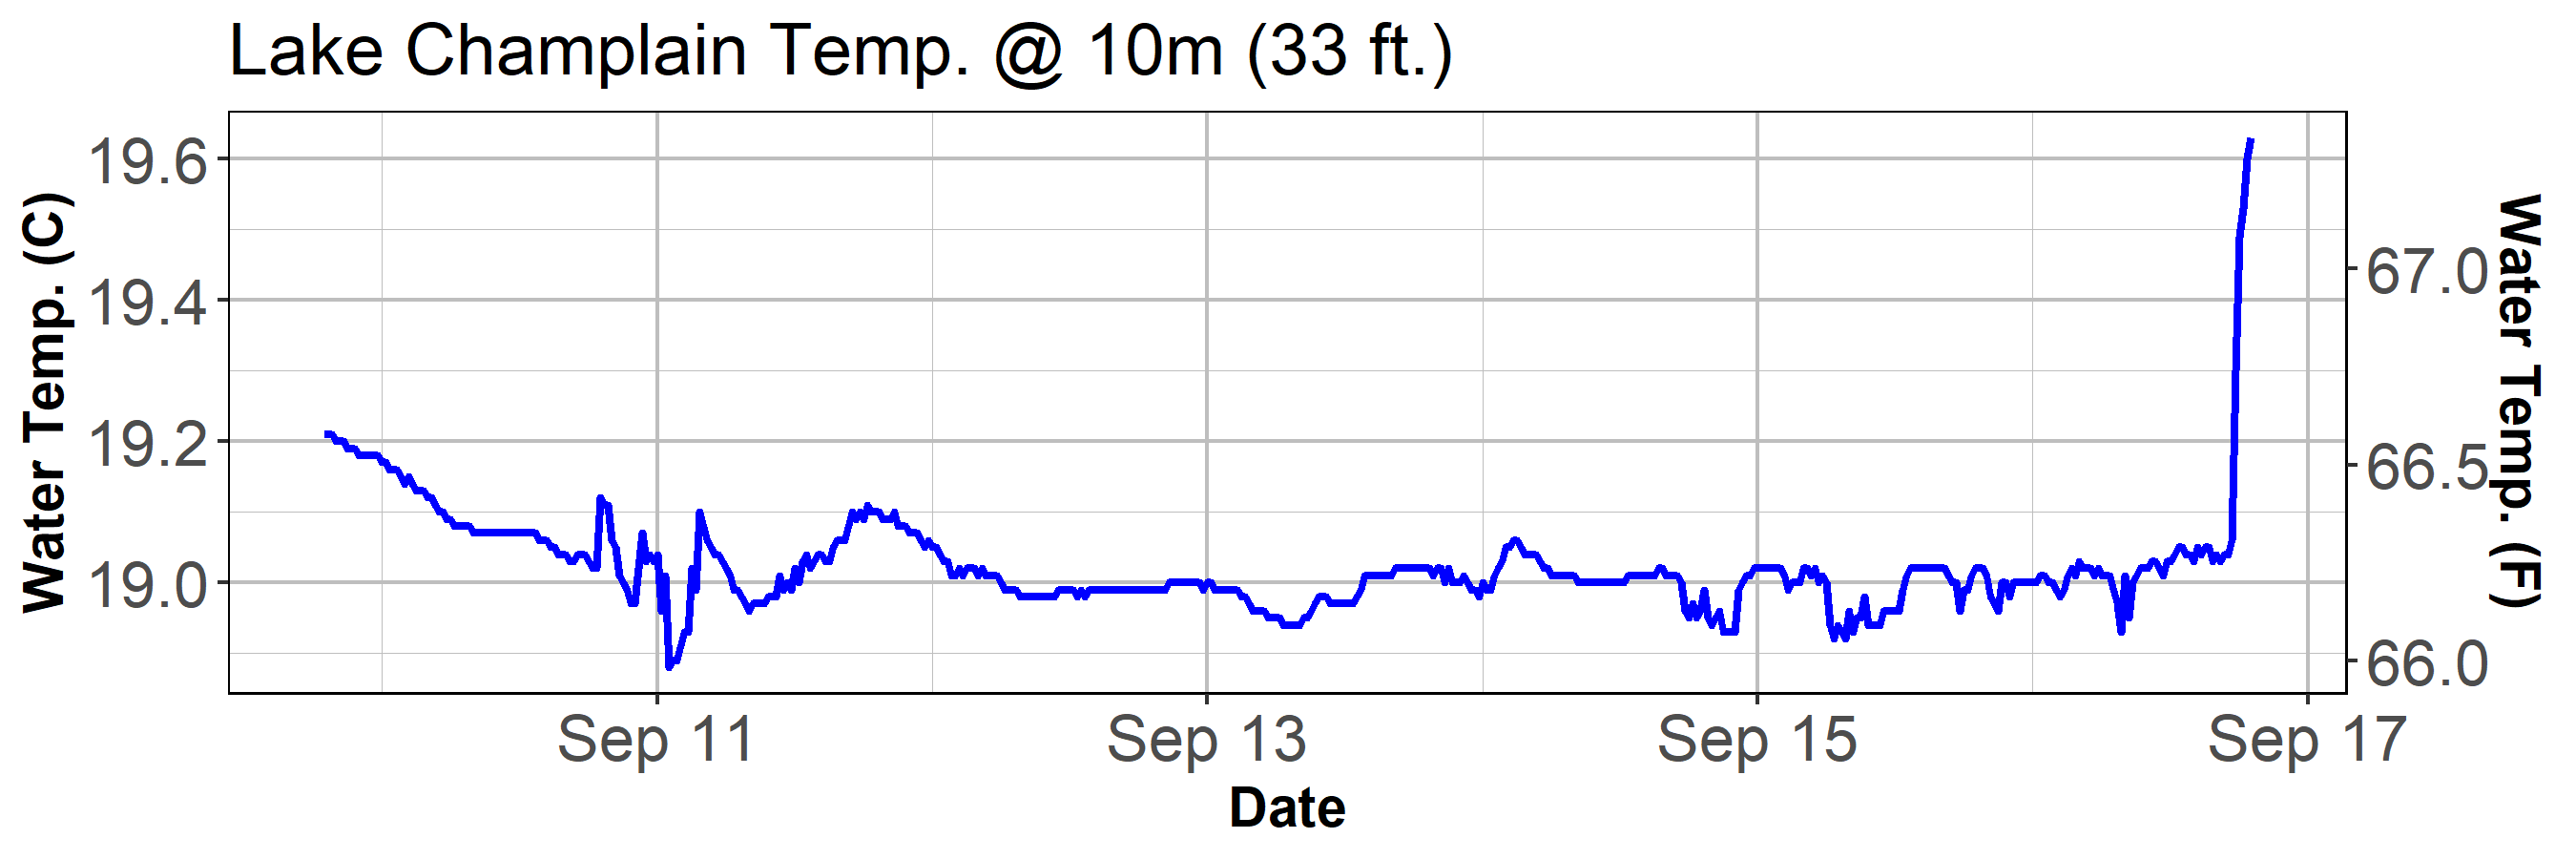 Lake Champlain Temp. @ 10m (33 ft.)
Water Temp. (C)
19.6
19.4
19.2
19.0
67.0
66.5
66.0
Water Temp. (F)
Sep 11 Sep 13 Sep 15 Sep 17
Date